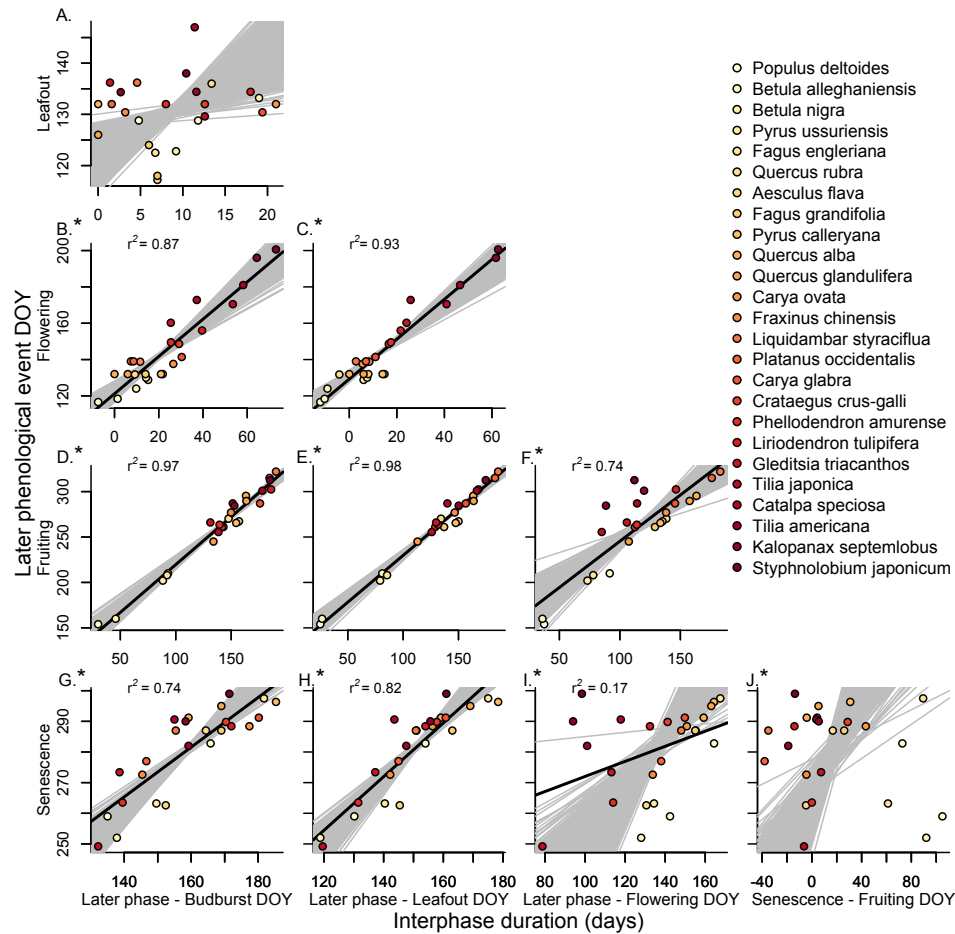 A.
Leafout
120 130 140
0 5 10 15 20
B.
*
r² = 0.87
C.
*
r² = 0.93
Later phenological event DOY
Flowering
120 160 200
0 20 40 60
0 20 40 60
D.
*
r² = 0.97
E.
*
r² = 0.98
F.
*
r² = 0.74
Fruiting
150 200 250 300
50 100 150
50 100 150
50 100 150
G.
*
r² = 0.74
H.
*
r² = 0.82
I.
*
r² = 0.17
J.
*
Senescence
250 270 290
140 160 180
120 140 160 180
80 100 120 140 160
-40 0 40 80
Later phase - Budburst DOY
Later phase - Leafout DOY
Later phase - Flowering DOY
Senescence - Fruiting DOY
Interphase duration (days)
Populus deltoides
Betula alleghaniensis
Betula nigra
Pyrus ussuriensis
Fagus engleriana
Quercus rubra
Aesculus flava
Fagus grandifolia
Pyrus calleryana
Quercus alba
Quercus glandulifera
Carya ovata
Fraxinus chinensis
Liquidambar styraciflua
Platanus occidentalis
Carya glabra
Crataegus crus-galli
Phellodendron amurense
Liriodendron tulipifera
Gleditsia triacanthos
Tilia japonica
Catalpa speciosa
Tilia americana
Kalopanax septemlobus
Styphnolobium japonicum